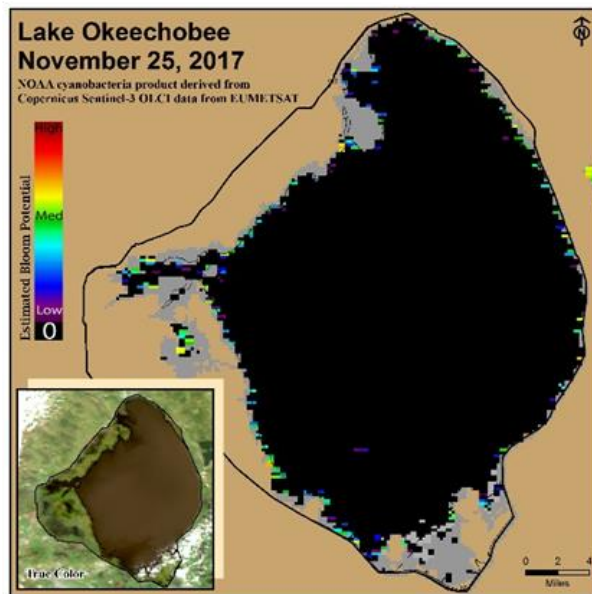 Lake Okeechobee
November 25, 2017
NOAA cyanobacteria product derived from
Copernicus Sentinel-3 OLCI data from EUMETSAT
N
High
Med
Low
0
Estimated Bloom Potential
True Color
0 2 4
Miles